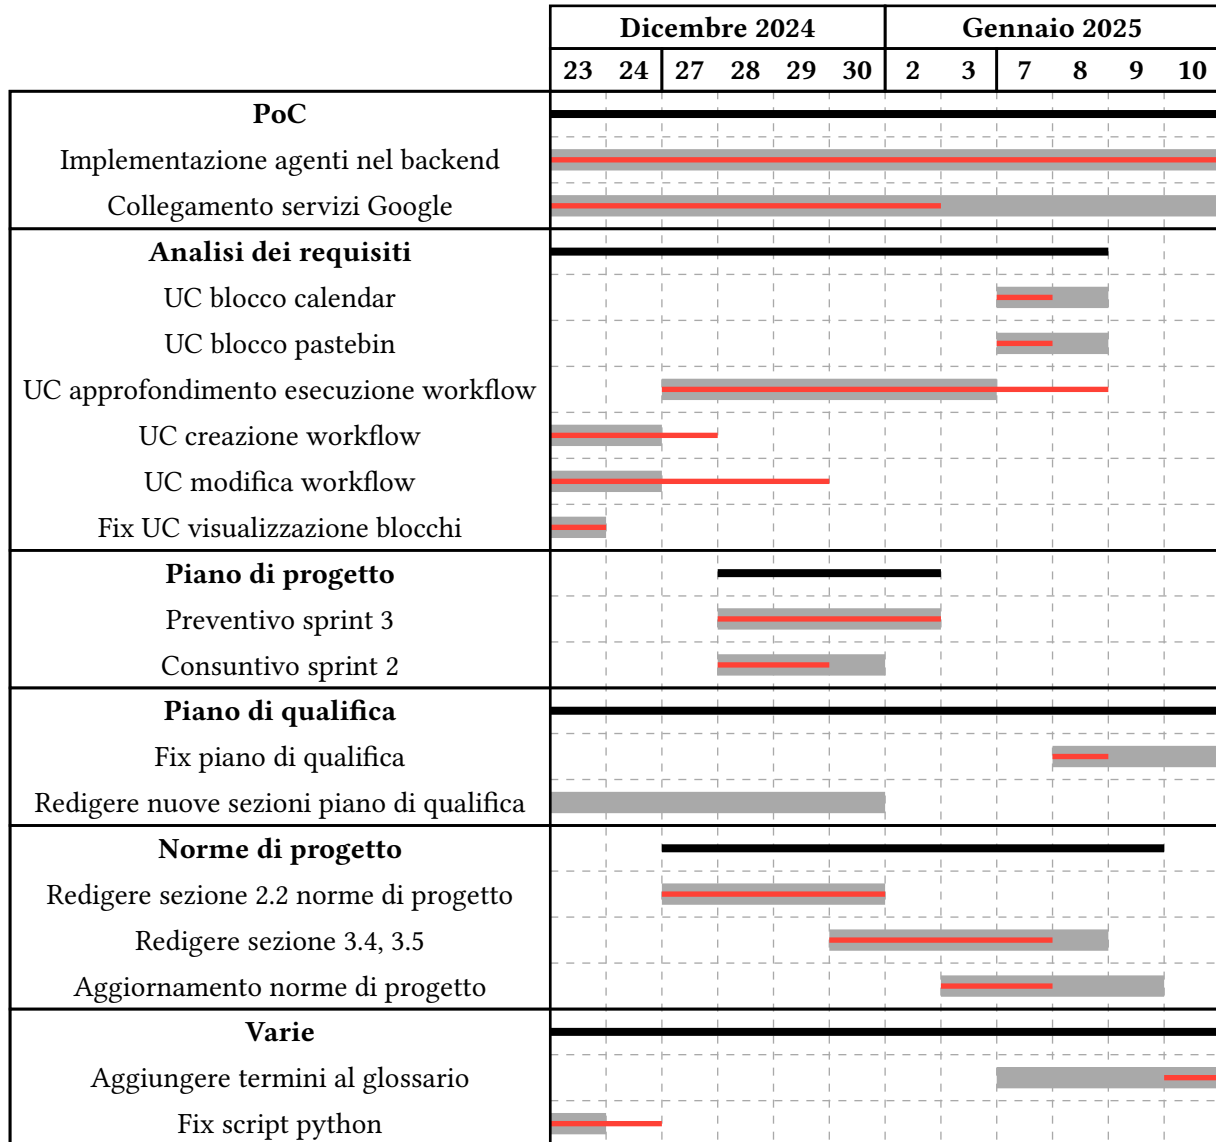 Dicembre 2024 Gennaio 2025
23 24 27 28 29 30 2 3 7 8 9 10
PoC
Implementazione agenti nel backend
Collegamento servizi Google
Analisi dei requisiti
UC blocco calendar
UC blocco pastebin
UC approfondimento esecuzione workflow
UC creazione workflow
UC modifica workflow
Fix UC visualizzazione blocchi
Piano di progetto
Preventivo sprint 3
Consuntivo sprint 2
Piano di qualifica
Fix piano di qualifica
Redigere nuove sezioni piano di qualifica
Norme di progetto
Redigere sezione 2.2 norme di progetto
Redigere sezione 3.4, 3.5
Aggiornamento norme di progetto
Varie
Aggiungere termini al glossario
Fix script python